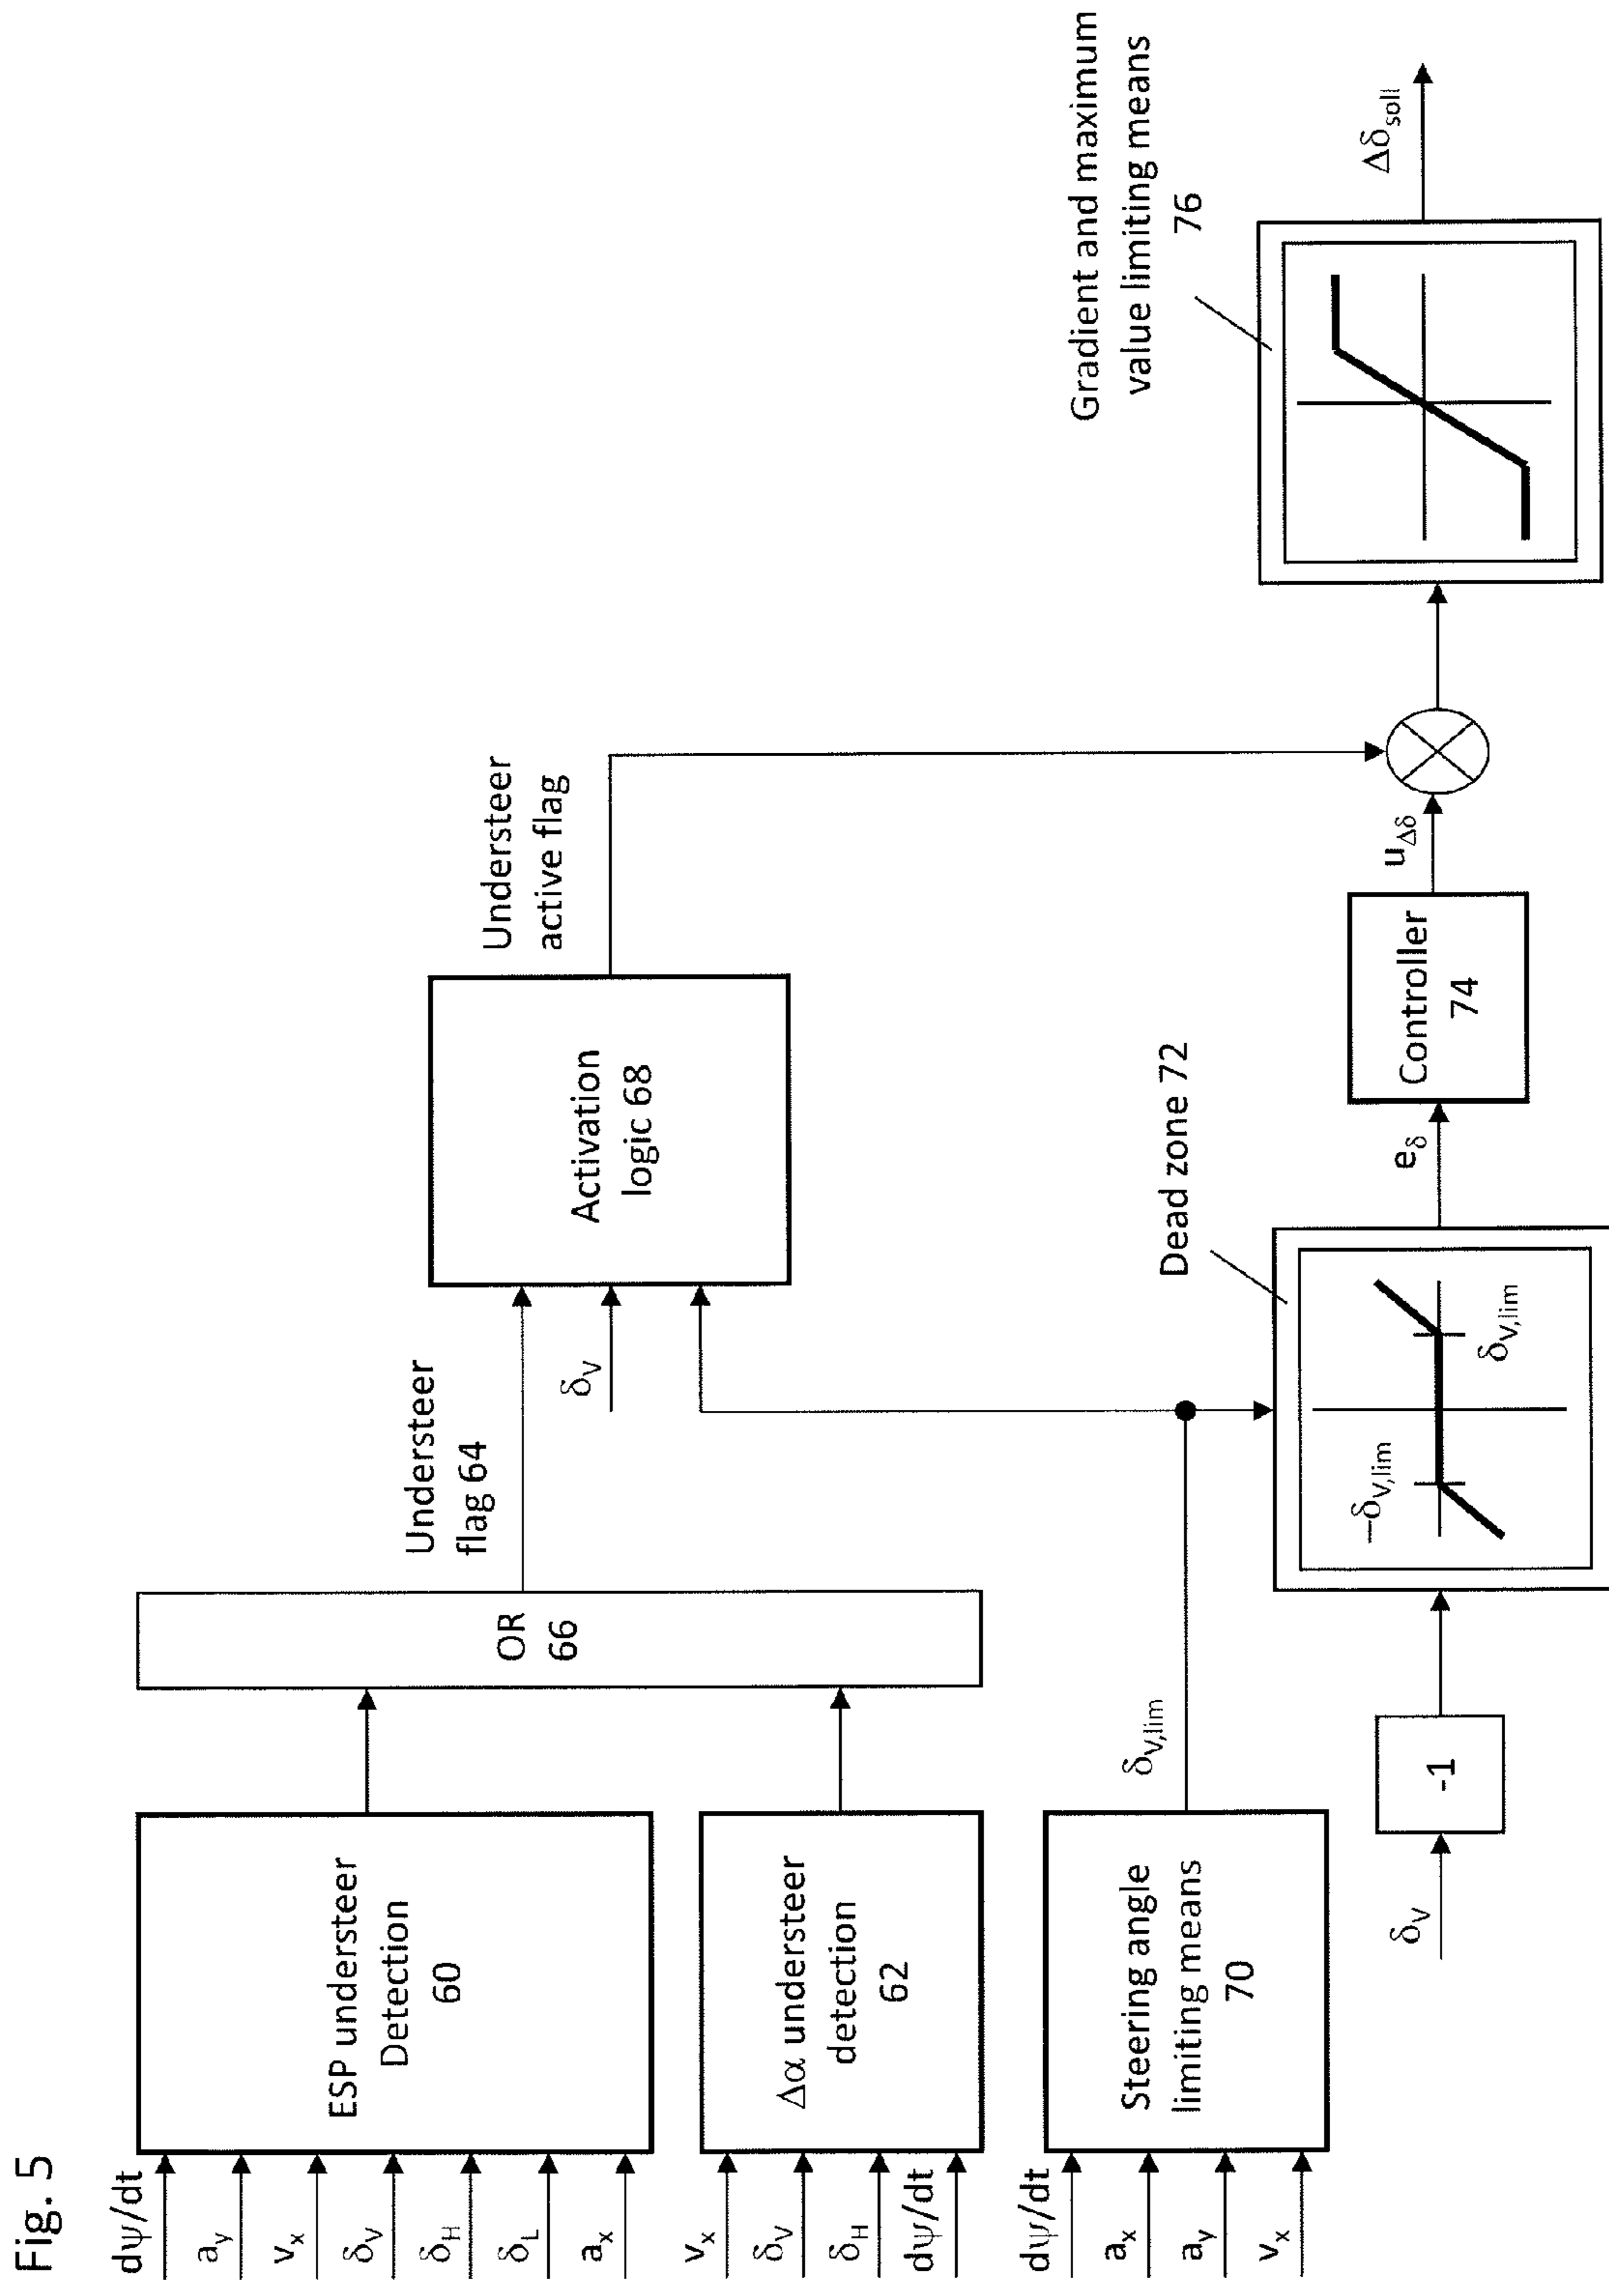 Fig. 5
dψ/dt
a_y
v_x
δ_V
δ_H
δ_L
a_x
ESP understeer
Detection
60
v_x
δ_V
δ_H
dψ/dt
Δα understeer
detection
62
OR
66
Understeer
flag 64
δ_V
Activation
logic 68
Understeer
active flag
dψ/dt
a_x
a_y
v_x
Steering angle
limiting means
70
δ_V,lim
δ_V
-1
Dead zone 72
–δ_V,lim
δ_V,lim
e_δ
Controller
74
u_Δδ
Gradient and maximum
value limiting means
76
Δδ_soll